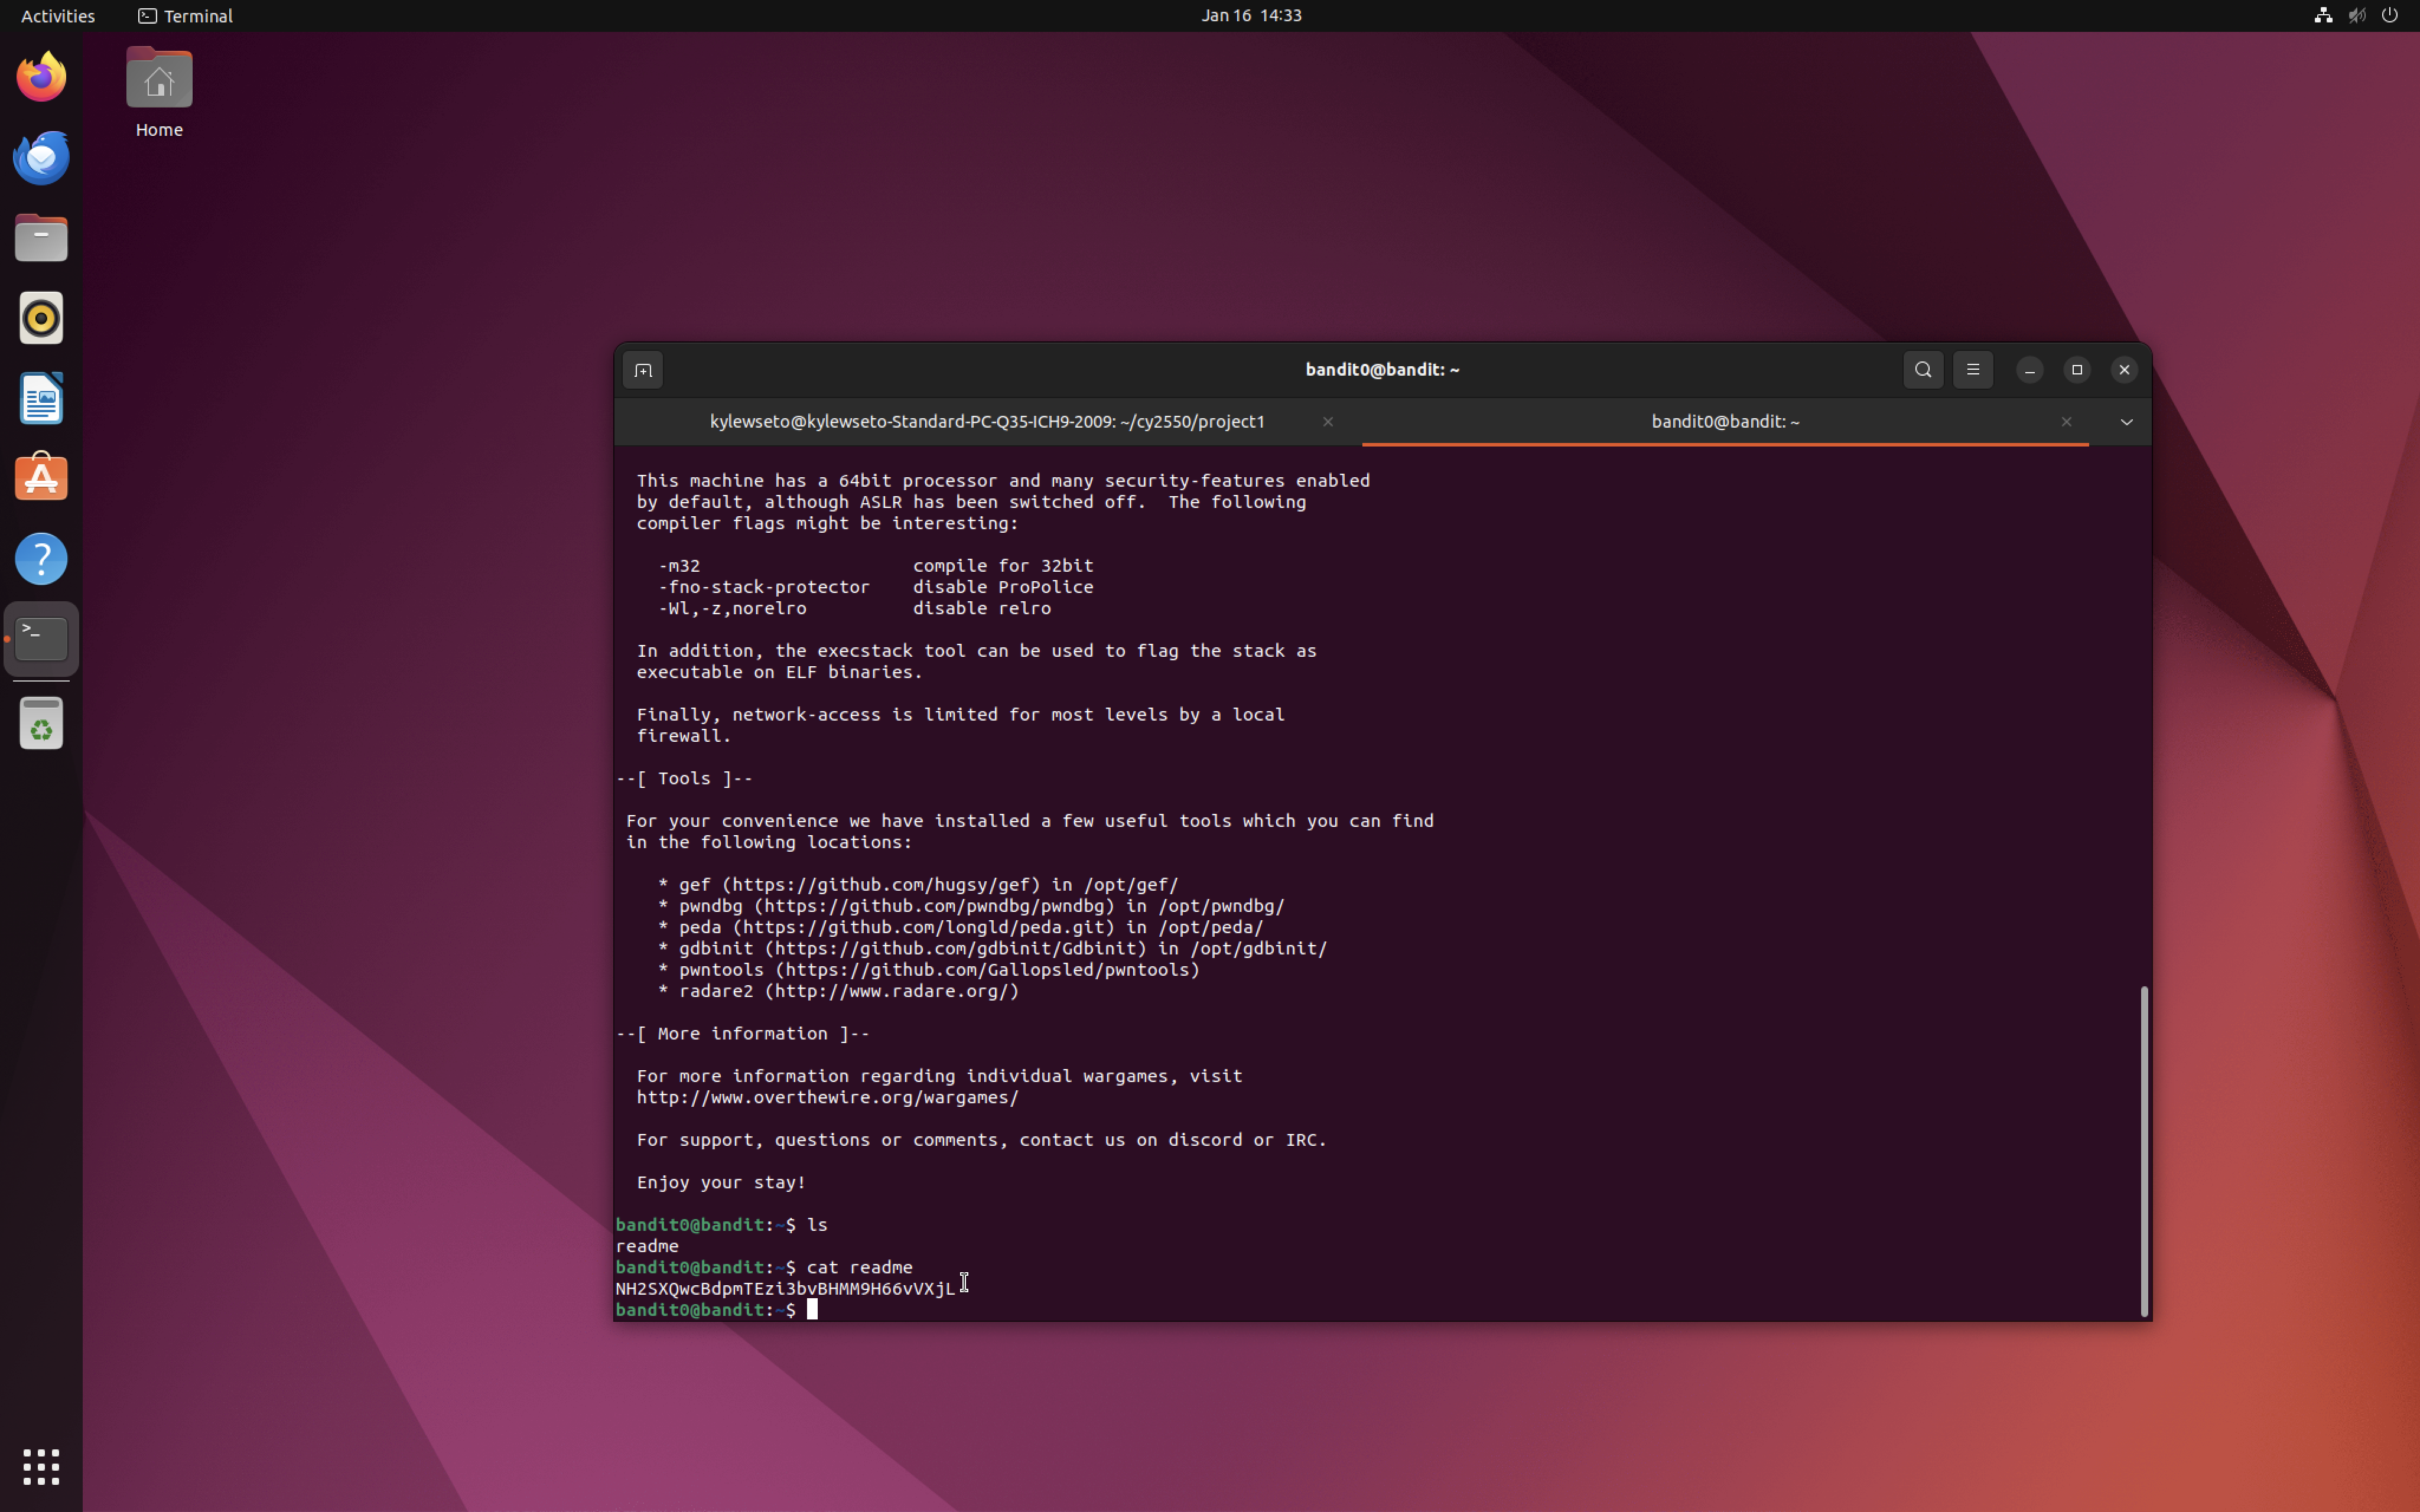 Activities
Terminal
Jan 16 14:33
Home
bandit0@bandit: ~
kylewseto@kylewseto-Standard-PC-Q35-ICH9-2009: ~/cy2550/project1
bandit0@bandit: ~
This machine has a 64bit processor and many security-features enabled
by default, although ASLR has been switched off.  The following
compiler flags might be interesting:
-m32                    compile for 32bit
-fno-stack-protector    disable ProPolice
-Wl,-z,norelro          disable relro
In addition, the execstack tool can be used to flag the stack as
executable on ELF binaries.
Finally, network-access is limited for most levels by a local
firewall.
--[ Tools ]--
For your convenience we have installed a few useful tools which you can find
in the following locations:
* gef (https://github.com/hugsy/gef) in /opt/gef/
* pwndbg (https://github.com/pwndbg/pwndbg) in /opt/pwndbg/
* peda (https://github.com/longld/peda.git) in /opt/peda/
* gdbinit (https://github.com/gdbinit/Gdbinit) in /opt/gdbinit/
* pwntools (https://github.com/Gallopsled/pwntools)
* radare2 (http://www.radare.org/)
--[ More information ]--
For more information regarding individual wargames, visit
http://www.overthewire.org/wargames/
For support, questions or comments, contact us on discord or IRC.
Enjoy your stay!
bandit0@bandit:~$ ls
readme
bandit0@bandit:~$ cat readme
NH2SXQwcBdpmTEzi3bvBHMM9H66vVXjL
bandit0@bandit:~$